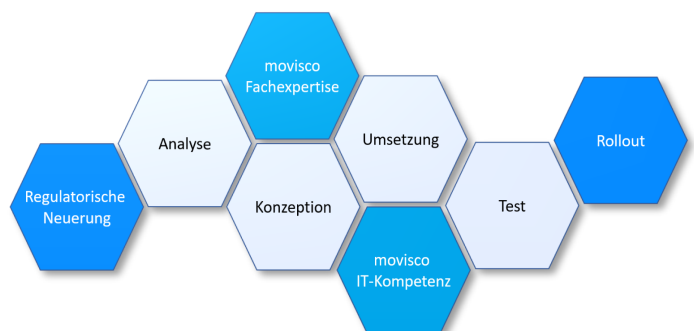 Regulatorische
Neuerung
Analyse
movisco
Fachexpertise
Konzeption
Umsetzung
movisco
IT-Kompetenz
Test
Rollout